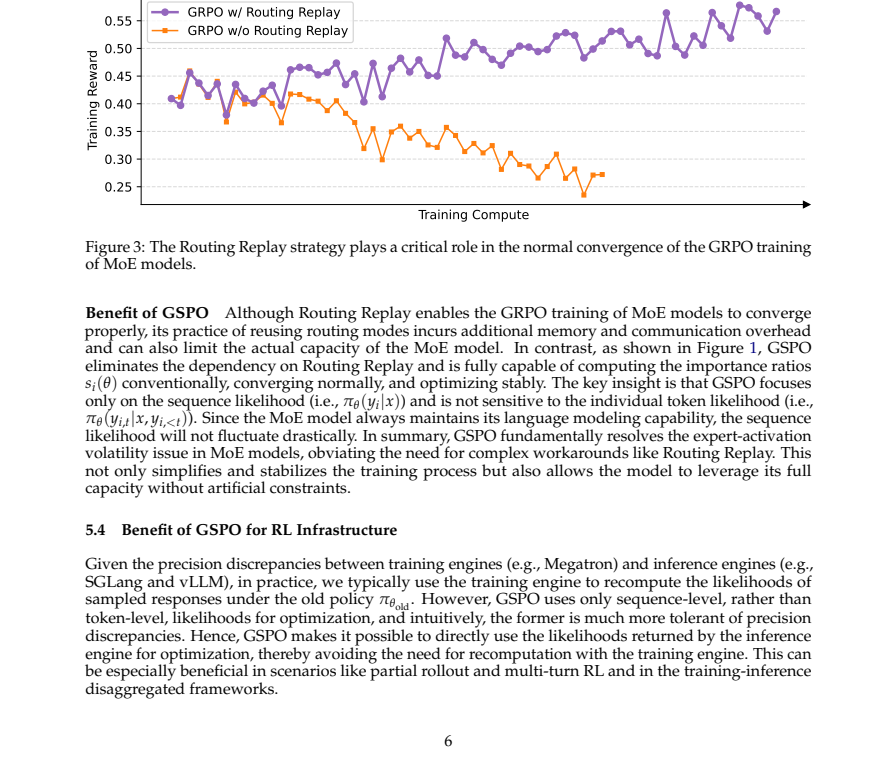 0.55
0.50
0.45
0.40
0.35
0.30
0.25
Training Reward
GRPO w/ Routing Replay
GRPO w/o Routing Replay
Training Compute
Figure 3: The Routing Replay strategy plays a critical role in the normal convergence of the GRPO training
of MoE models.
Benefit of GSPO Although Routing Replay enables the GRPO training of MoE models to converge
properly, its practice of reusing routing modes incurs additional memory and communication overhead
and can also limit the actual capacity of the MoE model. In contrast, as shown in Figure 1, GSPO
eliminates the dependency on Routing Replay and is fully capable of computing the importance ratios
s_i(θ) conventionally, converging normally, and optimizing stably. The key insight is that GSPO focuses
only on the sequence likelihood (i.e., π_θ(y_i|x)) and is not sensitive to the individual token likelihood (i.e.,
π_θ(y_{i,t}|x, y_{i,<t})). Since the MoE model always maintains its language modeling capability, the sequence
likelihood will not fluctuate drastically. In summary, GSPO fundamentally resolves the expert-activation
volatility issue in MoE models, obviating the need for complex workarounds like Routing Replay. This
not only simplifies and stabilizes the training process but also allows the model to leverage its full
capacity without artificial constraints.
5.4 Benefit of GSPO for RL Infrastructure
Given the precision discrepancies between training engines (e.g., Megatron) and inference engines (e.g.,
SGLang and vLLM), in practice, we typically use the training engine to recompute the likelihoods of
sampled responses under the old policy π_{θ_old}. However, GSPO uses only sequence-level, rather than
token-level, likelihoods for optimization, and intuitively, the former is much more tolerant of precision
discrepancies. Hence, GSPO makes it possible to directly use the likelihoods returned by the inference
engine for optimization, thereby avoiding the need for recomputation with the training engine. This can
be especially beneficial in scenarios like partial rollout and multi-turn RL and in the training-inference
disaggregated frameworks.
6